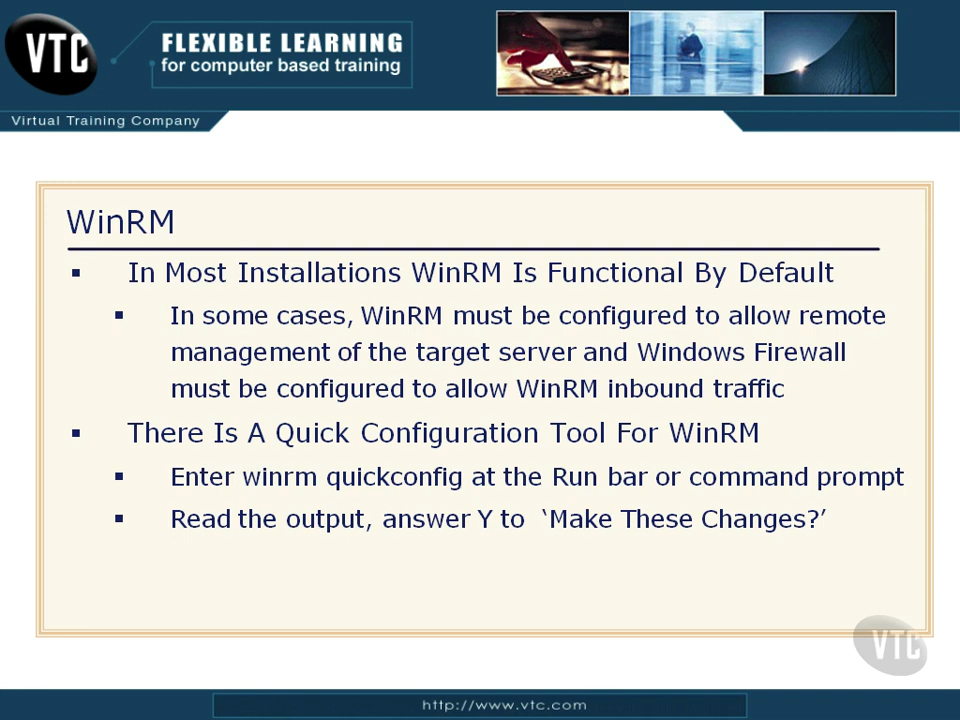 VTC
FLEXIBLE LEARNING
for computer based training
Virtual Training Company
WinRM
▪ In Most Installations WinRM Is Functional By Default
▪ In some cases, WinRM must be configured to allow remote
management of the target server and Windows Firewall
must be configured to allow WinRM inbound traffic
▪ There Is A Quick Configuration Tool For WinRM
▪ Enter winrm quickconfig at the Run bar or command prompt
▪ Read the output, answer Y to ‘Make These Changes?’
VTC
http://www.vtc.com